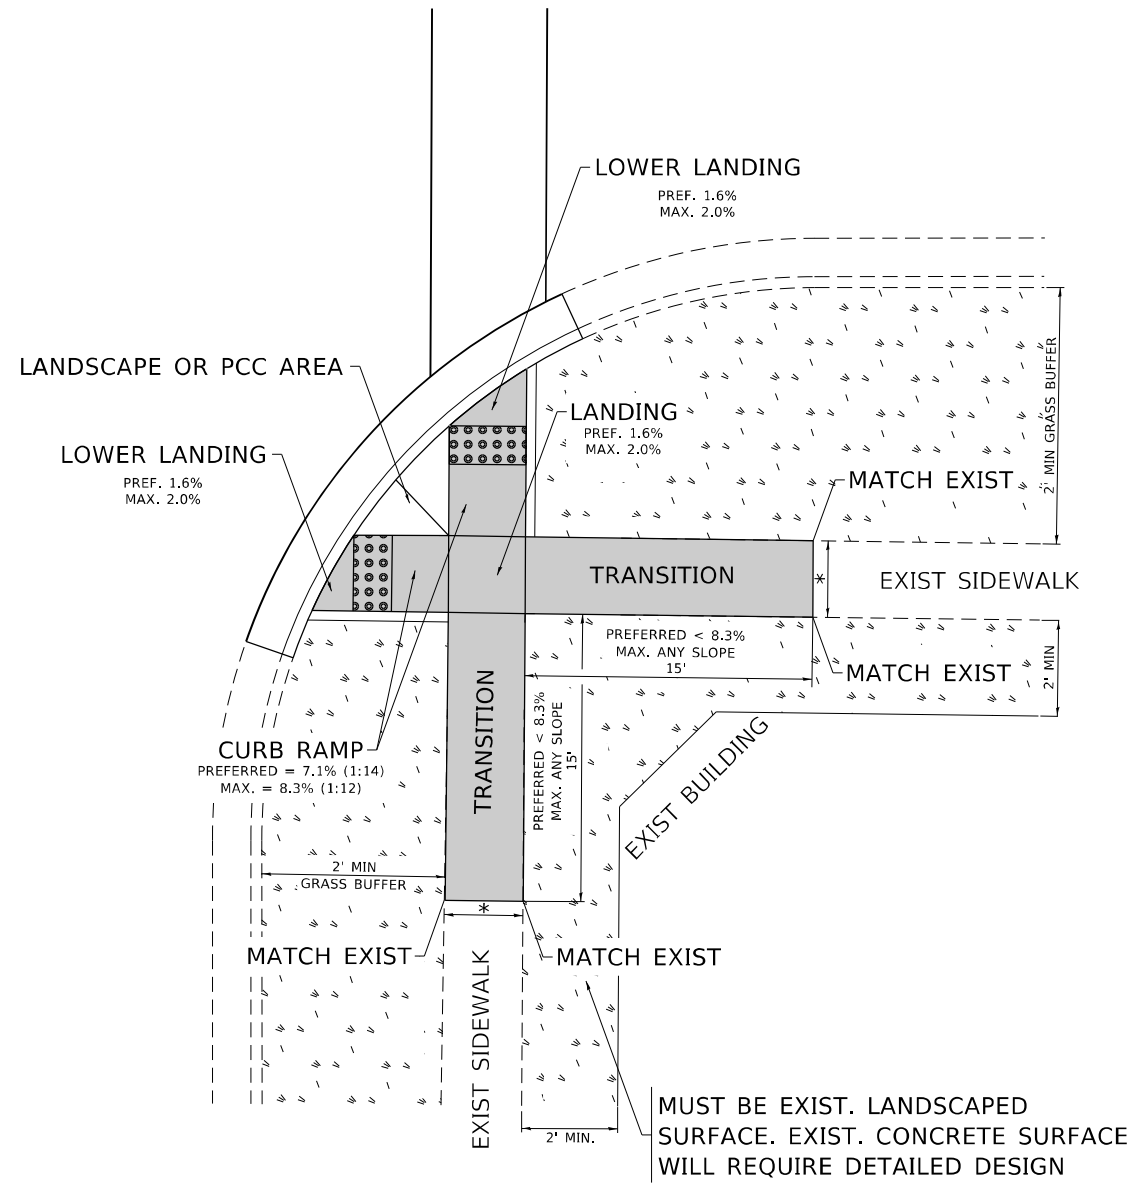 LOWER LANDING
PREF. 1.6%
MAX. 2.0%
LANDSCAPE OR PCC AREA
LANDING
PREF. 1.6%
MAX. 2.0%
LOWER LANDING
PREF. 1.6%
MAX. 2.0%
2' MIN GRASS BUFFER
MATCH EXIST
TRANSITION
*
EXIST SIDEWALK
PREFERRED < 8.3%
MAX. ANY SLOPE
15'
MATCH EXIST
2' MIN
TRANSITION
PREFERRED < 8.3%
MAX. ANY SLOPE
15'
CURB RAMP
PREFERRED = 7.1% (1:14)
MAX. = 8.3% (1:12)
EXIST BUILDING
2' MIN
GRASS BUFFER
*
MATCH EXIST
MATCH EXIST
EXIST SIDEWALK
2' MIN.
MUST BE EXIST. LANDSCAPED
SURFACE. EXIST. CONCRETE SURFACE
WILL REQUIRE DETAILED DESIGN